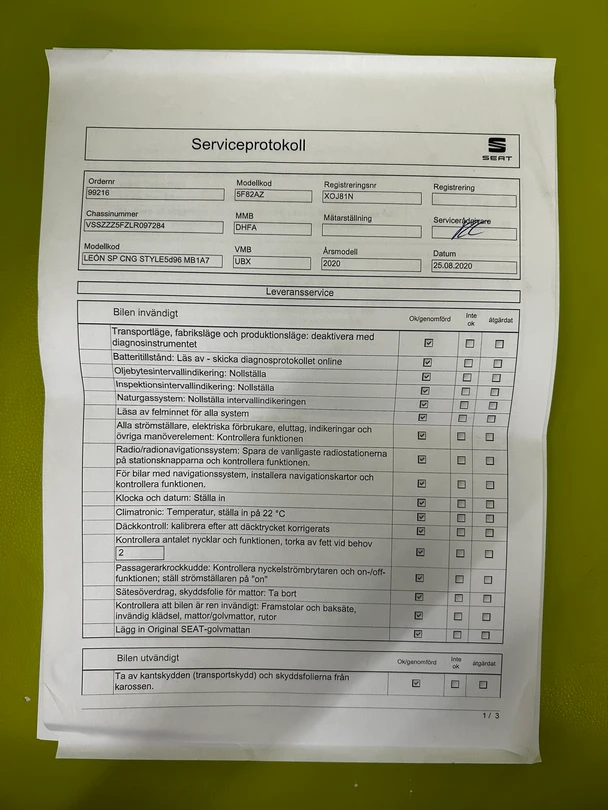 Serviceprotokoll
SEAT
Ordernr
99216
Modellkod
5F82AZ
Registreringsnr
XOJ81N
Registrering
Chassinummer
VSSZZZ5FZLR097284
MMB
DHFA
Mätarställning
Servicerådgivare
Modellkod
LEÓN SP CNG STYLE5d96 MB1A7
VMB
UBX
Årsmodell
2020
Datum
25.08.2020
Leveransservice
Bilen invändigt
Ok/genomförd
Inte
ok
åtgärdat
Transportläge, fabriksläge och produktionsläge: deaktivera med
diagnosinstrumentet
Batteritillstånd: Läs av - skicka diagnosprotokollet online
Oljebytesintervallindikering: Nollställa
Inspektionsintervallindikering: Nollställa
Naturgassystem: Nollställa intervallindikeringen
Läsa av felminnet för alla system
Alla strömställare, elektriska förbrukare, eluttag, indikeringar och
övriga manöverelement: Kontrollera funktionen
Radio/radionavigationssystem: Spara de vanligaste radiostationerna
på stationsknapparna och kontrollera funktionen.
För bilar med navigationssystem, installera navigationskartor och
kontrollera funktionen.
Klocka och datum: Ställa in
Climatronic: Temperatur, ställa in på 22 °C
Däckkontroll: kalibrera efter att däcktrycket korrigerats
Kontrollera antalet nycklar och funktionen, torka av fett vid behov
2
Passagerarkrockkudde: Kontrollera nyckelströmbrytaren och on-/off-
funktionen; ställ strömställaren på "on"
Sätesöverdrag, skyddsfolie för mattor: Ta bort
Kontrollera att bilen är ren invändigt: Framstolar och baksäte,
invändig klädsel, mattor/golvmattor, rutor
Lägg in Original SEAT-golvmattan
Bilen utvändigt
Ok/genomförd
Inte
ok
åtgärdat
Ta av kantskydden (transportskydd) och skyddsfolierna från
karossen.
1 / 3